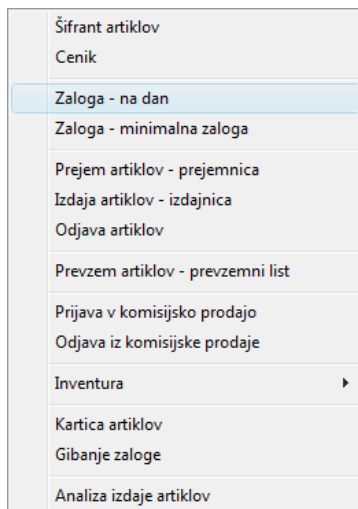 Šifrant artiklov
Cenik
Zaloga - na dan
Zaloga - minimalna zaloga
Prejem artiklov - prejemnica
Izdaja artiklov - izdajnica
Odjava artiklov
Prevzem artiklov - prevzemni list
Prijava v komisijsko prodajo
Odjava iz komisijske prodaje
Inventura
Kartica artiklov
Gibanje zaloge
Analiza izdaje artiklov